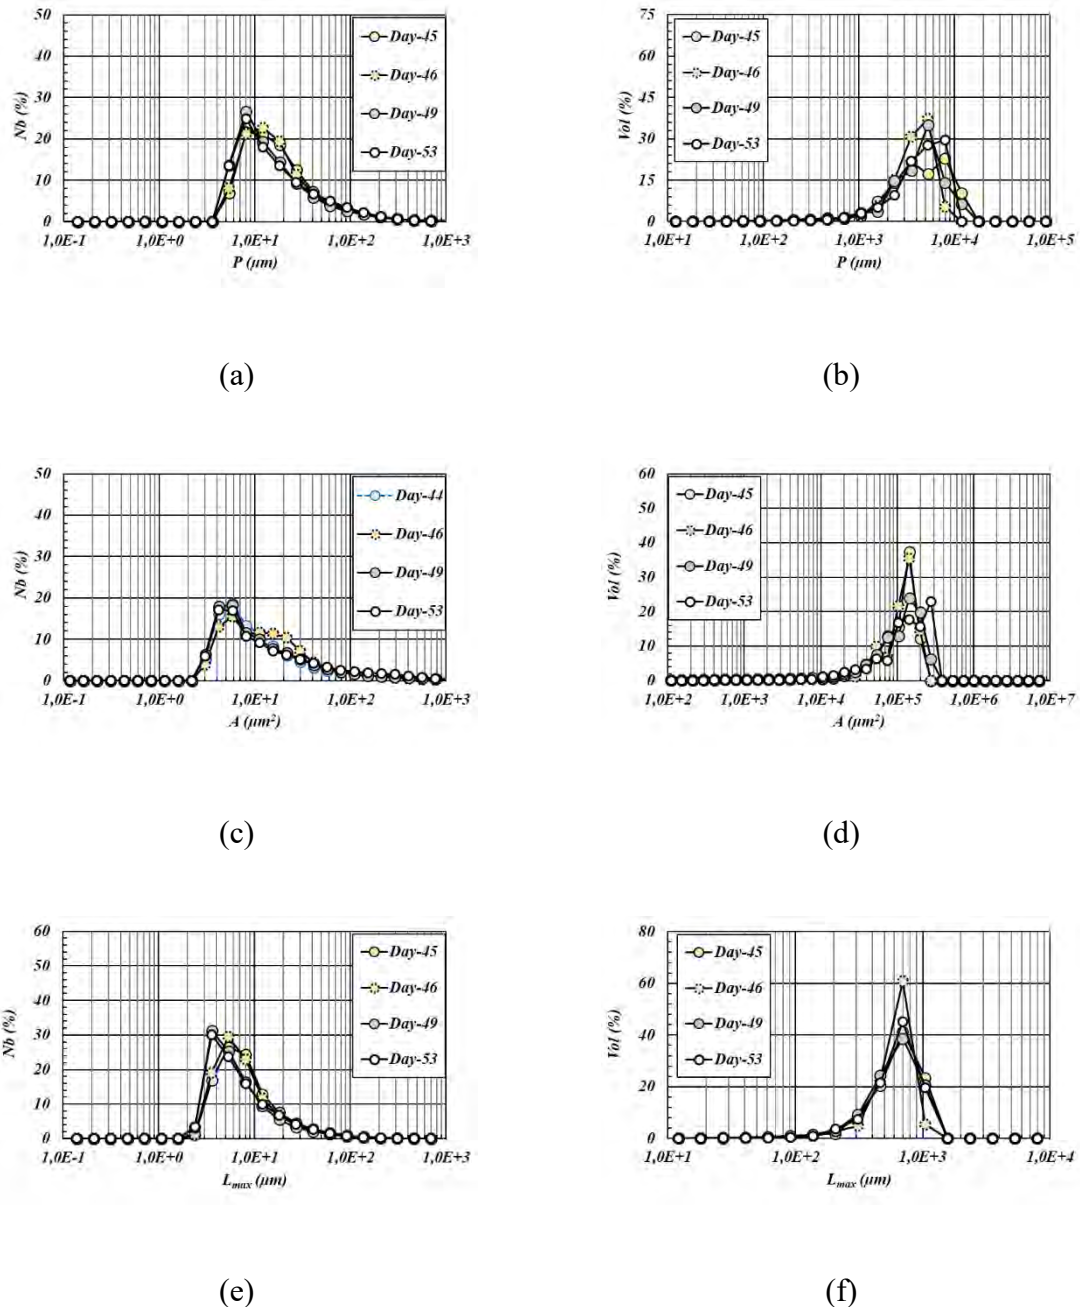 50
40
30
20
10
0
Nb (%)
Day-45
Day-46
Day-49
Day-53
1,0E-1 1,0E+0 1,0E+1 1,0E+2 1,0E+3
P (µm)
75
60
45
30
15
0
Vol (%)
Day-45
Day-46
Day-49
Day-53
1,0E+1 1,0E+2 1,0E+3 1,0E+4 1,0E+5
P (µm)
(a) (b)
50
40
30
20
10
0
Nb (%)
Day-44
Day-46
Day-49
Day-53
1,0E-1 1,0E+0 1,0E+1 1,0E+2 1,0E+3
A (µm²)
60
50
40
30
20
10
0
Vol (%)
Day-45
Day-46
Day-49
Day-53
1,0E+2 1,0E+3 1,0E+4 1,0E+5 1,0E+6 1,0E+7
A (µm²)
(c) (d)
60
50
40
30
20
10
0
Nb (%)
Day-45
Day-46
Day-49
Day-53
1,0E-1 1,0E+0 1,0E+1 1,0E+2 1,0E+3
Lmax (µm)
80
60
40
20
0
Vol (%)
Day-45
Day-46
Day-49
Day-53
1,0E+1 1,0E+2 1,0E+3 1,0E+4
Lmax (µm)
(e) (f)